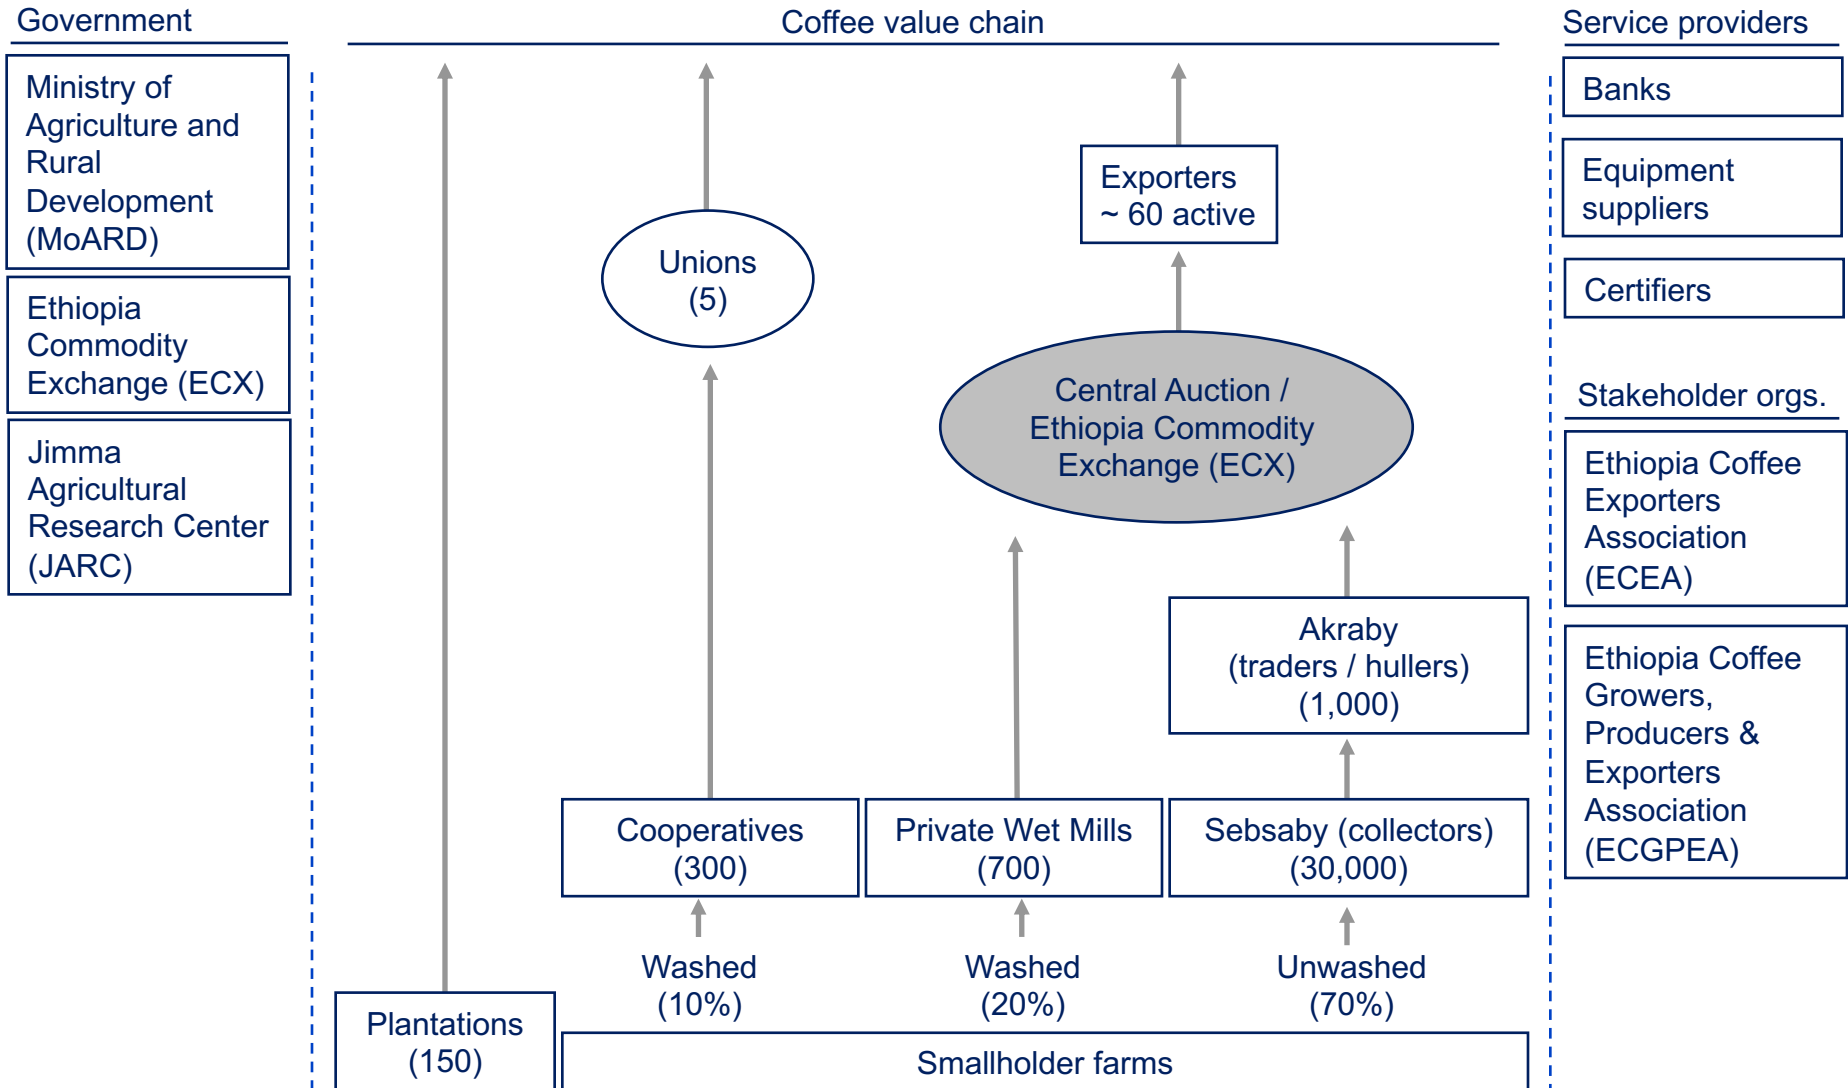 Government
Ministry of
Agriculture and
Rural
Development
(MoARD)
Ethiopia
Commodity
Exchange (ECX)
Jimma
Agricultural
Research Center
(JARC)
Coffee value chain
Exporters
~ 60 active
Unions
(5)
Central Auction /
Ethiopia Commodity
Exchange (ECX)
Akraby
(traders / hullers)
(1,000)
Cooperatives
(300)
Private Wet Mills
(700)
Sebsaby (collectors)
(30,000)
Washed
(10%)
Washed
(20%)
Unwashed
(70%)
Plantations
(150)
Smallholder farms
Service providers
Banks
Equipment
suppliers
Certifiers
Stakeholder orgs.
Ethiopia Coffee
Exporters
Association
(ECEA)
Ethiopia Coffee
Growers,
Producers &
Exporters
Association
(ECGPEA)